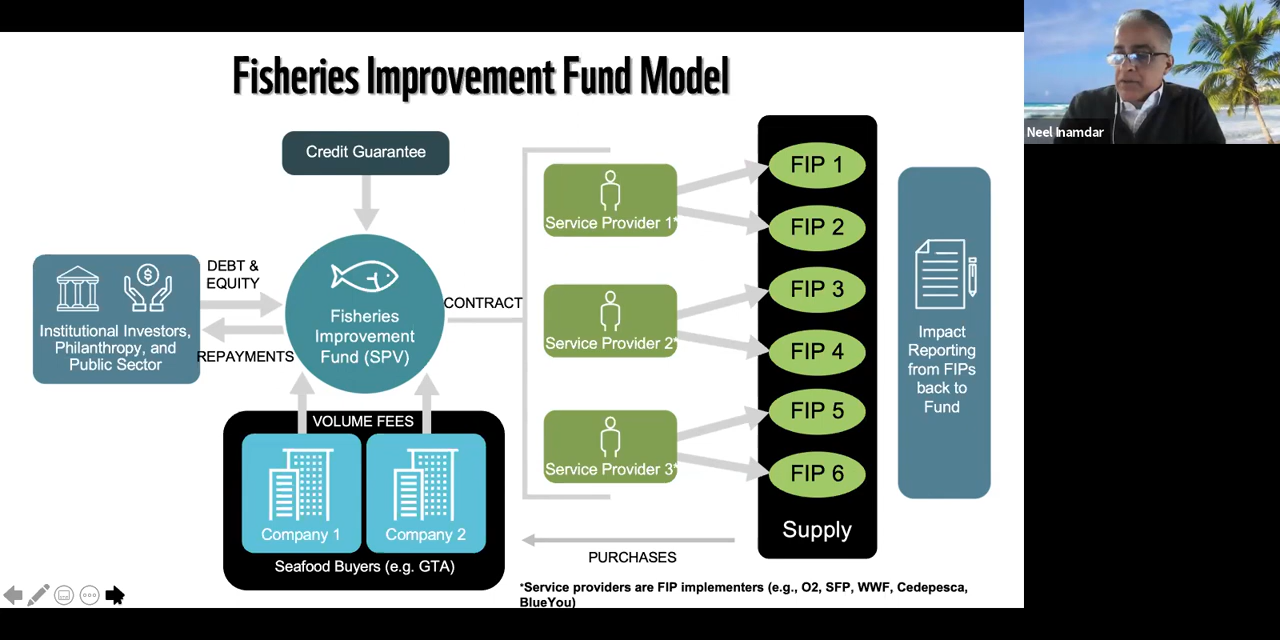 Fisheries Improvement Fund Model
Neel Inamdar
Credit Guarantee
DEBT &
EQUITY
REPAYMENTS
Institutional Investors,
Philanthropy, and
Public Sector
Fisheries
Improvement
Fund (SPV)
CONTRACT
VOLUME FEES
Company 1
Company 2
Seafood Buyers (e.g. GTA)
Service Provider 1*
Service Provider 2*
Service Provider 3*
FIP 1
FIP 2
FIP 3
FIP 4
FIP 5
FIP 6
Supply
PURCHASES
Impact
Reporting
from FIPs
back to
Fund
*Service providers are FIP implementers (e.g., O2, SFP, WWF, Cedepesca,
BlueYou)